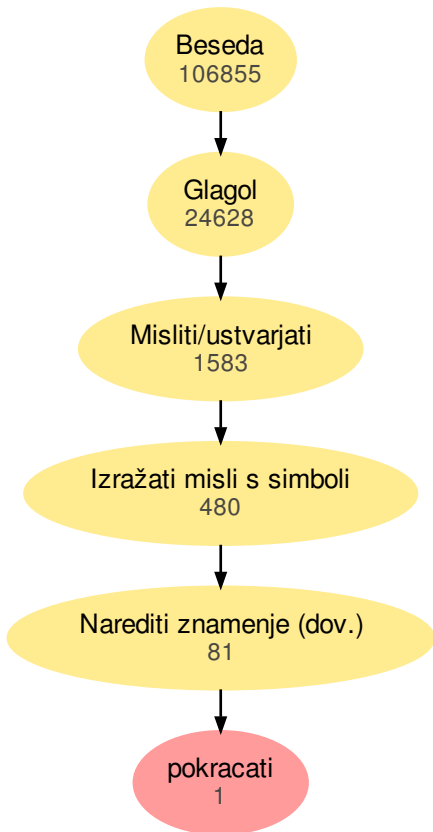 Beseda
106855
Glagol
24628
Misliti/ustvarjati
1583
Izražati misli s simboli
480
Narediti znamenje (dov.)
81
pokracati
1